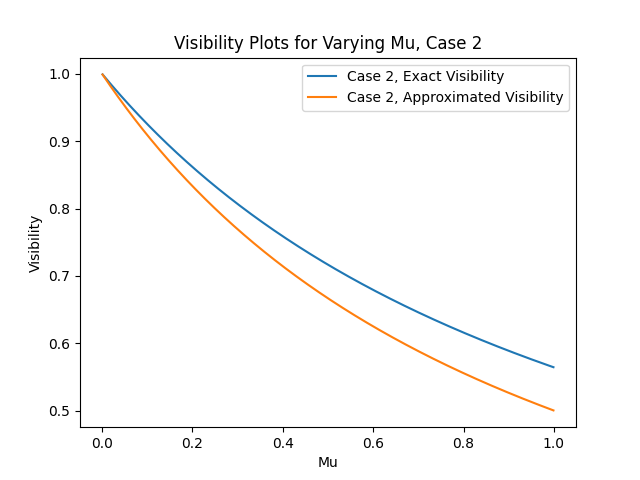 Visibility Plots for Varying Mu, Case 2
Case 2, Exact Visibility
Case 2, Approximated Visibility
Visibility
1.0
0.9
0.8
0.7
0.6
0.5
0.0 0.2 0.4 0.6 0.8 1.0
Mu